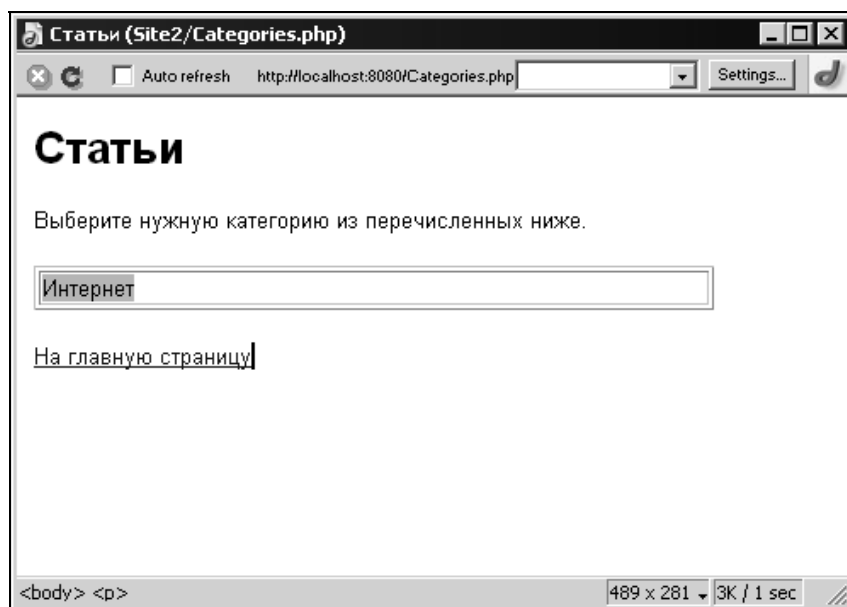 Статьи (Site2/Categories.php)
Auto refresh http://localhost:8080/Categories.php Settings...
Статьи
Выберите нужную категорию из перечисленных ниже.
Интернет
На главную страницу
<body> <p> 489 x 281 3K / 1 sec